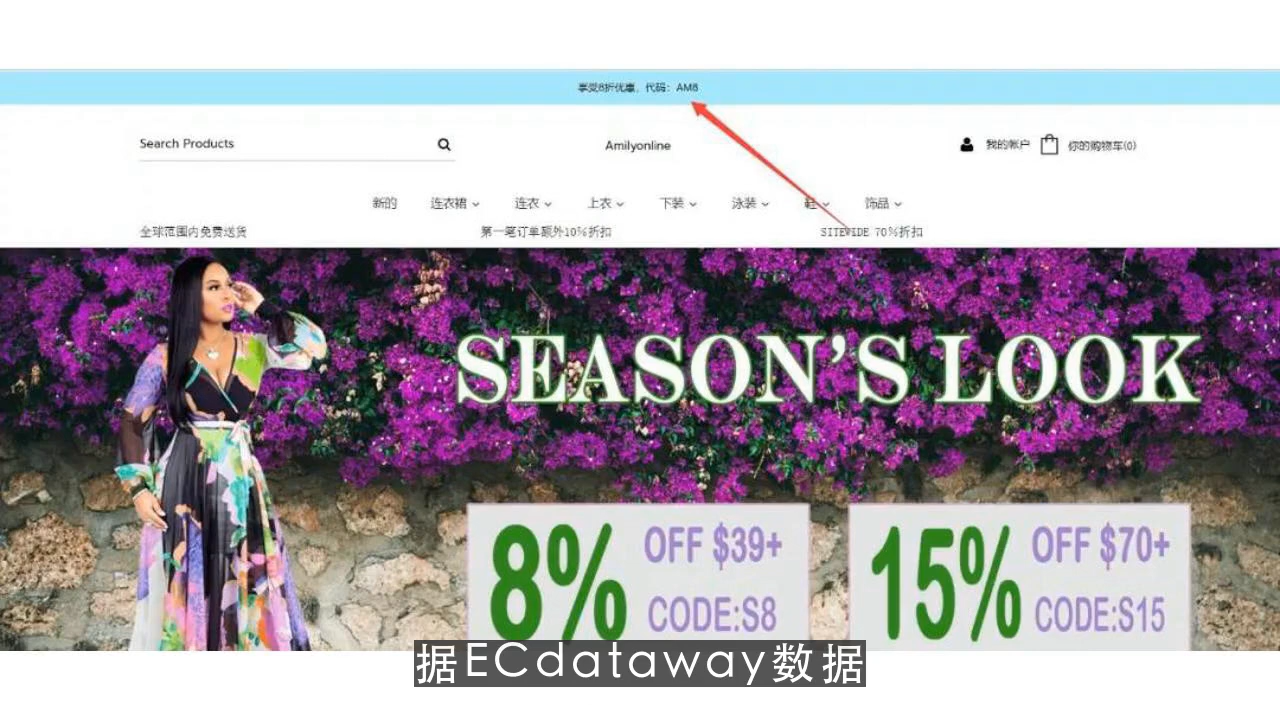 享受8折优惠，代码：AM8
Search Products
Amilyonline
我的帐户
你的购物车(0)
新的
连衣裙
连衣
上衣
下装
泳装
鞋
饰品
全球范围内免费送货
第一笔订单额外10%折扣
SITEWIDE 70%折扣
SEASON'S LOOK
8% OFF $39+
CODE:S8
15% OFF $70+
CODE:S15
据ECdataway数据